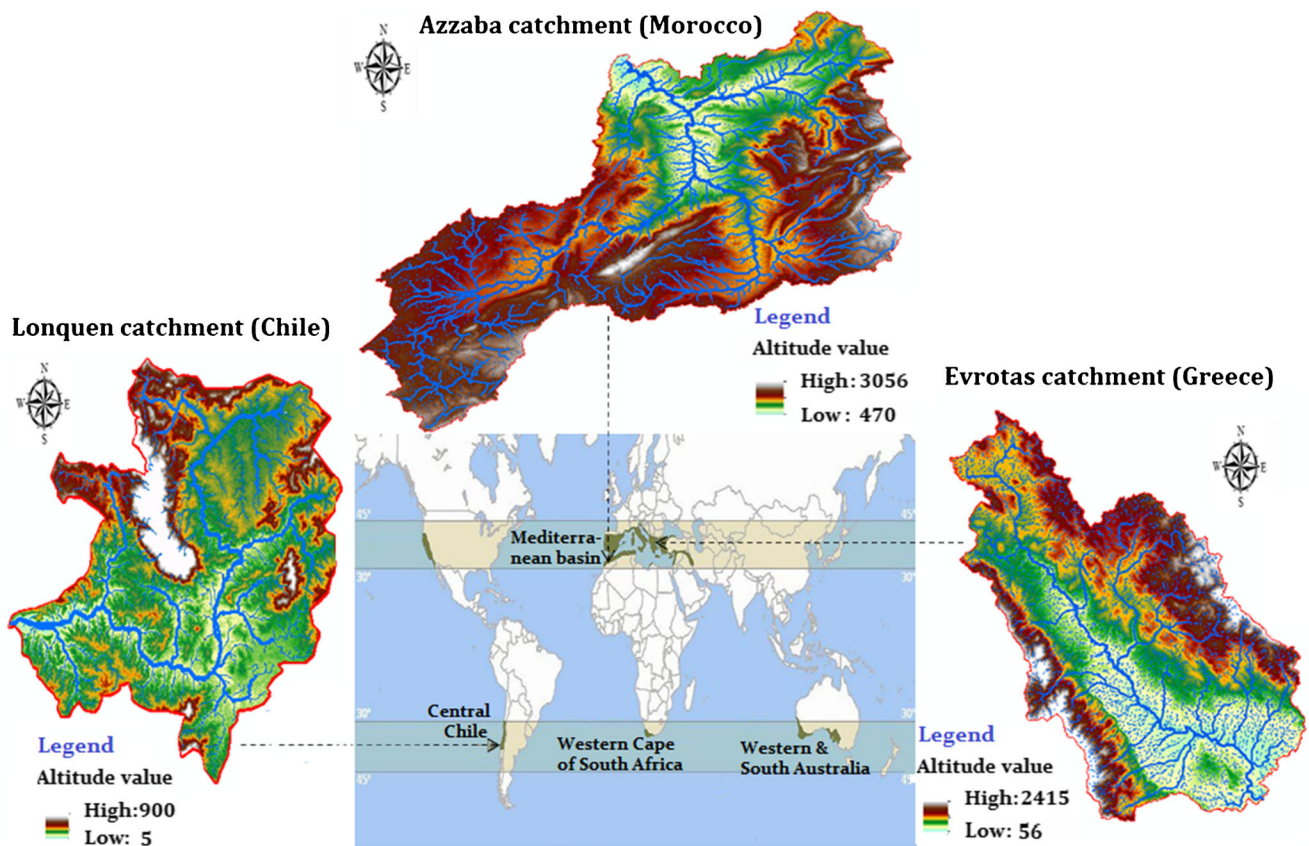 Azzaba catchment (Morocco)
N
W E
S
Legend
Altitude value
High: 3056
Low: 470
Lonquen catchment (Chile)
N
W E
S
Legend
Altitude value
High:900
Low: 5
Evrotas catchment (Greece)
N
W E
S
Legend
Altitude value
High:2415
Low: 56
45°
45°
Mediterra-
nean basin
30°
30°
30°
30°
Central
Chile
Western Cape
of South Africa
Western &
South Australia
45°
45°